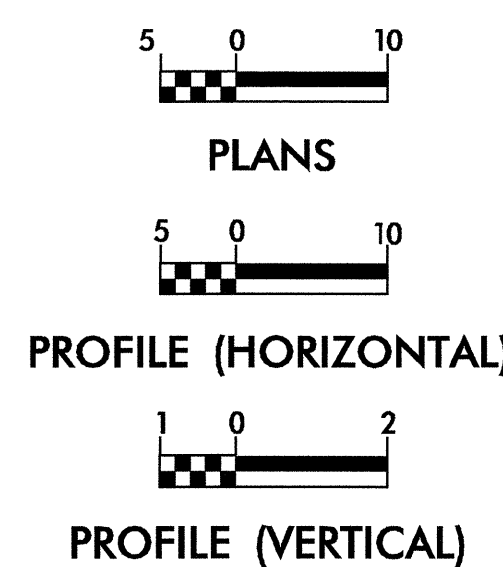 5 0 10
PLANS
5 0 10
PROFILE (HORIZONTAL)
1 0 2
PROFILE (VERTICAL)